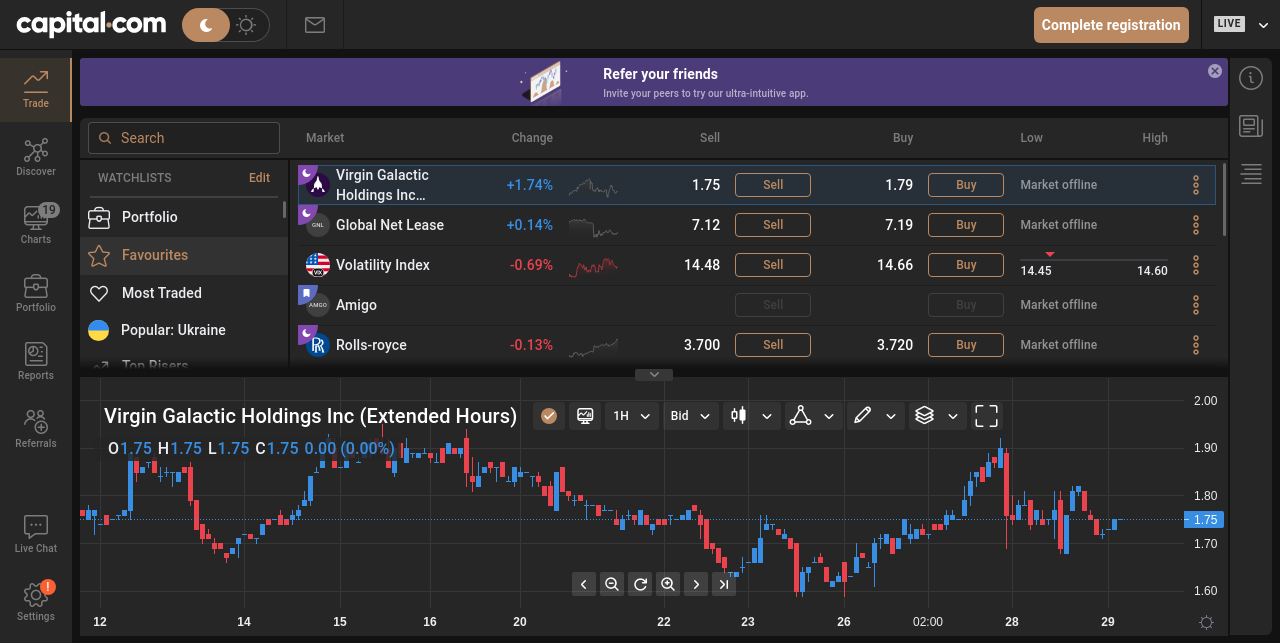 capital.com
Complete registration
LIVE
Refer your friends
Invite your peers to try our ultra-intuitive app.
Trade
Discover
19
Charts
Portfolio
Reports
Referrals
Live Chat
!
Settings
Search
WATCHLISTS Edit
Portfolio
Favourites
Most Traded
Popular: Ukraine
Top Risers
Market Change Sell Buy Low High
Virgin Galactic
Holdings Inc... +1.74% 1.75 Sell 1.79 Buy Market offline
GNL Global Net Lease +0.14% 7.12 Sell 7.19 Buy Market offline
VIX Volatility Index -0.69% 14.48 Sell 14.66 Buy 14.45 14.60
AMGO Amigo Sell Buy Market offline
Rolls-royce -0.13% 3.700 Sell 3.720 Buy Market offline
Virgin Galactic Holdings Inc (Extended Hours) 1H Bid
O1.75 H1.75 L1.75 C1.75 0.00 (0.00%)
2.00
1.90
1.80
1.75
1.70
1.60
12 14 15 16 20 22 23 26 02:00 28 29